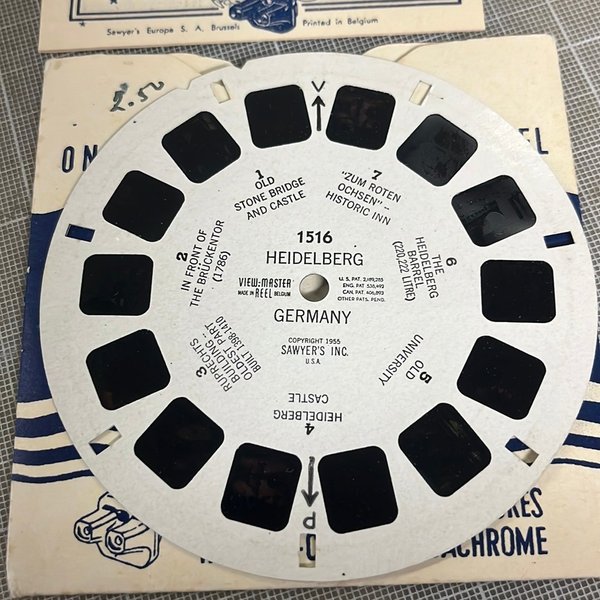 Sawyer's Europe S. A. Brussels
Printed in Belgium
2.50
ON
EL
V
1
OLD
STONE BRIDGE
AND CASTLE
7
"ZUM ROTEN
OCHSEN" --
HISTORIC INN
2
IN FRONT OF
THE BRÜCKENTOR
(1786)
1516
HEIDELBERG
VIEW-MASTER
MADE IN REEL BELGIUM
U.S. PAT. 2,189,285
ENG. PAT. 538,492
CAN. PAT. 406,893
OTHER PATS. PEND.
GERMANY
COPYRIGHT 1955
SAWYER'S INC.
U.S.A.
6
THE
HEIDELBERG
BARREL
(220,222 LITRE)
3
RUPRECHTS
BUILDING--
OLDEST PART
BUILT 1398-1410
5
OLD
UNIVERSITY
4
HEIDELBERG
CASTLE
RES
ACHROME